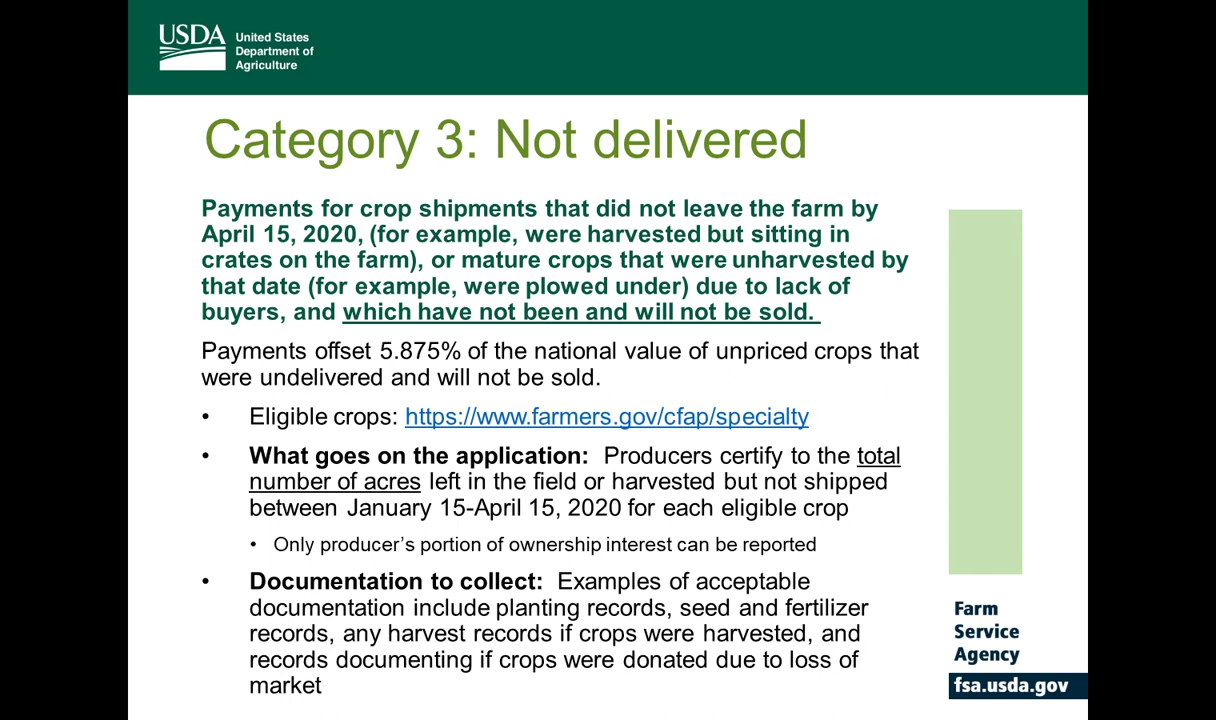 USDA
United States
Department of
Agriculture
Category 3: Not delivered
Payments for crop shipments that did not leave the farm by
April 15, 2020, (for example, were harvested but sitting in
crates on the farm), or mature crops that were unharvested by
that date (for example, were plowed under) due to lack of
buyers, and which have not been and will not be sold.
Payments offset 5.875% of the national value of unpriced crops that
were undelivered and will not be sold.
• Eligible crops: https://www.farmers.gov/cfap/specialty
• What goes on the application: Producers certify to the total
number of acres left in the field or harvested but not shipped
between January 15-April 15, 2020 for each eligible crop
• Only producer's portion of ownership interest can be reported
• Documentation to collect: Examples of acceptable
documentation include planting records, seed and fertilizer
records, any harvest records if crops were harvested, and
records documenting if crops were donated due to loss of
market
Farm
Service
Agency
fsa.usda.gov